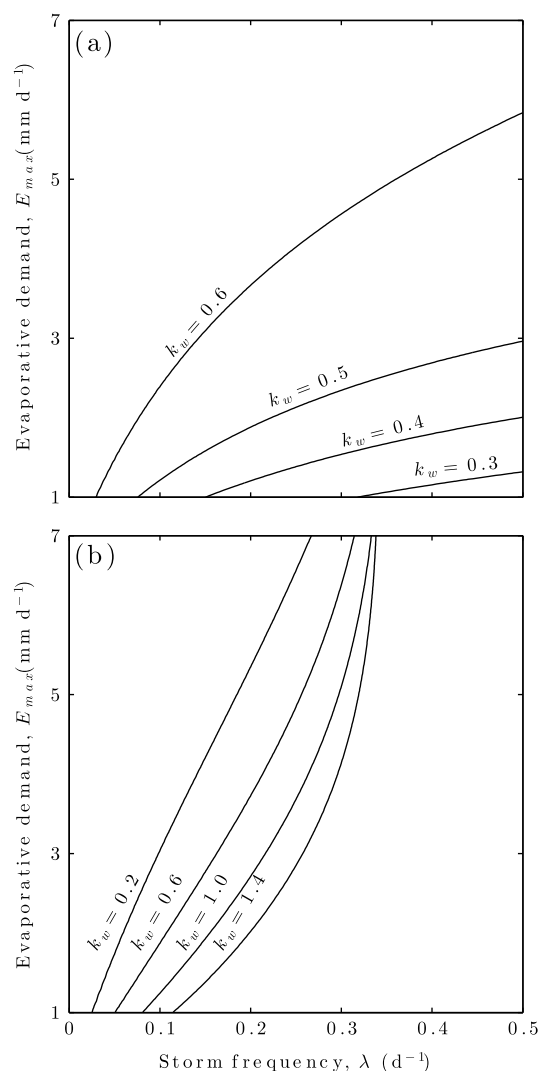 (a)
7
5
3
1
Evaporative demand, E_max(mm d⁻¹)
k_w = 0.6
k_w = 0.5
k_w = 0.4
k_w = 0.3
(b)
7
5
3
1
Evaporative demand, E_max(mm d⁻¹)
k_w = 0.2
k_w = 0.6
k_w = 1.0
k_w = 1.4
0 0.1 0.2 0.3 0.4 0.5
Storm frequency, λ (d⁻¹)